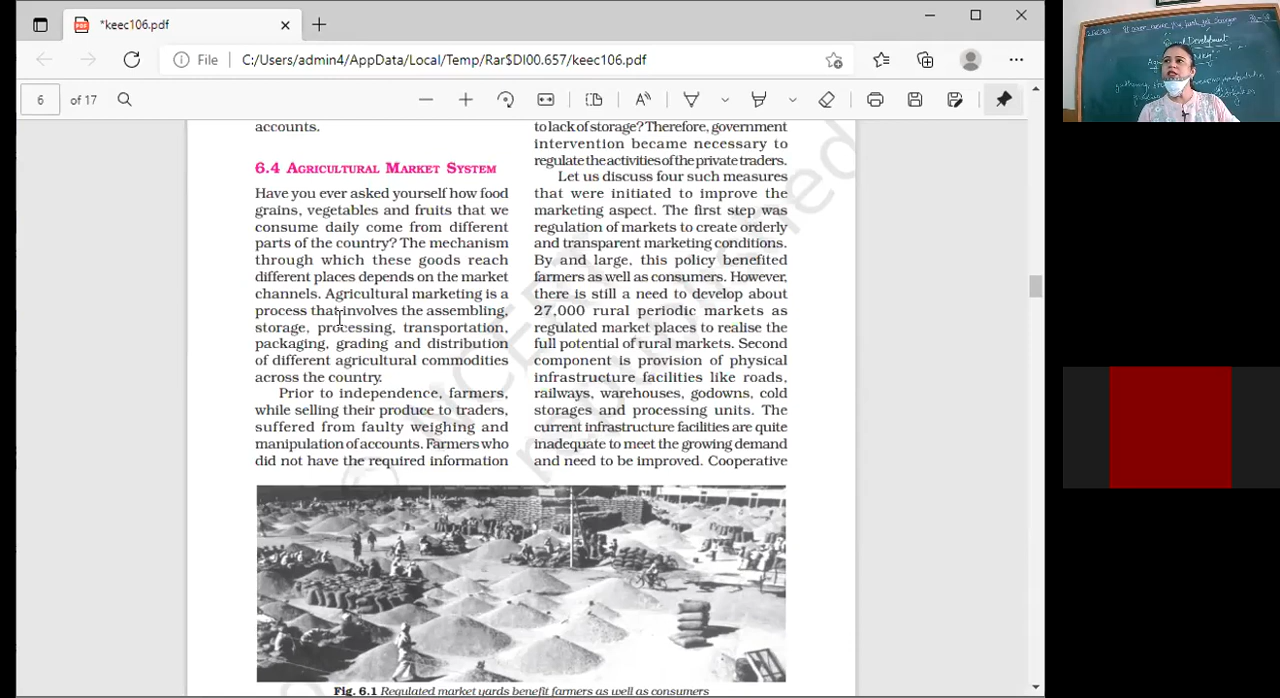 *keec106.pdf
File
C:/Users/admin4/AppData/Local/Temp/Rar$DI00.657/keec106.pdf
6 of 17
accounts.
6.4 AGRICULTURAL MARKET SYSTEM
Have you ever asked yourself how food
grains, vegetables and fruits that we
consume daily come from different
parts of the country? The mechanism
through which these goods reach
different places depends on the market
channels. Agricultural marketing is a
process that involves the assembling,
storage, processing, transportation,
packaging, grading and distribution
of different agricultural commodities
across the country.
Prior to independence, farmers,
while selling their produce to traders,
suffered from faulty weighing and
manipulation of accounts. Farmers who
did not have the required information
to lack of storage? Therefore, government
intervention became necessary to
regulate the activities of the private traders.
Let us discuss four such measures
that were initiated to improve the
marketing aspect. The first step was
regulation of markets to create orderly
and transparent marketing conditions.
By and large, this policy benefited
farmers as well as consumers. However,
there is still a need to develop about
27,000 rural periodic markets as
regulated market places to realise the
full potential of rural markets. Second
component is provision of physical
infrastructure facilities like roads,
railways, warehouses, godowns, cold
storages and processing units. The
current infrastructure facilities are quite
inadequate to meet the growing demand
and need to be improved. Cooperative
Fig. 6.1 Regulated market yards benefit farmers as well as consumers
© NCERT
republished
Development